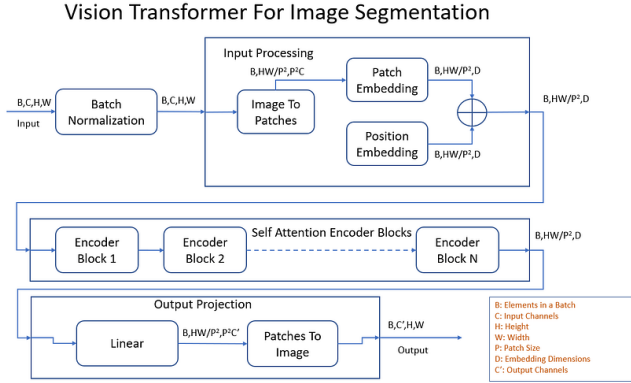 Vision Transformer For Image Segmentation
Input Processing
B,HW/P²,P²C
B,C,H,W
Input
Batch
Normalization
B,C,H,W
Image To
Patches
Patch
Embedding
B,HW/P²,D
Position
Embedding
B,HW/P²,D
B,HW/P²,D
Self Attention Encoder Blocks
Encoder
Block 1
Encoder
Block 2
Encoder
Block N
B,HW/P²,D
Output Projection
Linear
B,HW/P²,P²C'
Patches To
Image
B,C',H,W
Output
B: Elements in a Batch
C: Input Channels
H: Height
W: Width
P: Patch Size
D: Embedding Dimensions
C': Output Channels